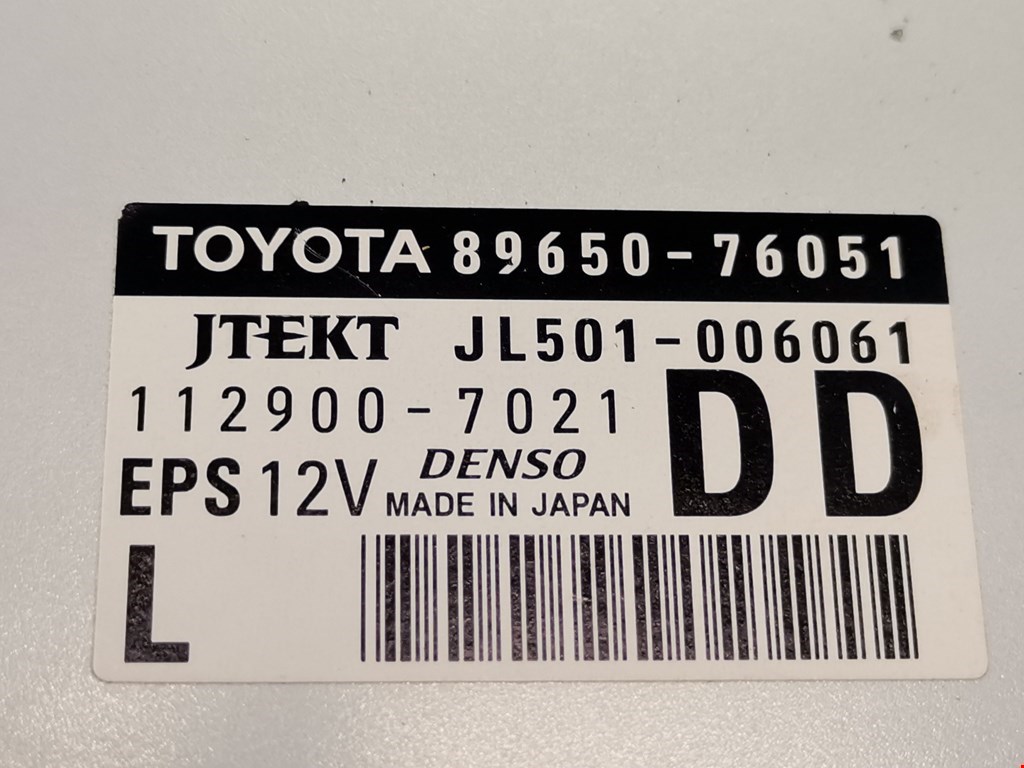 TOYOTA 89650-76051
JTEKT JL501-006061
112900-7021
DD
EPS 12V DENSO
MADE IN JAPAN
L